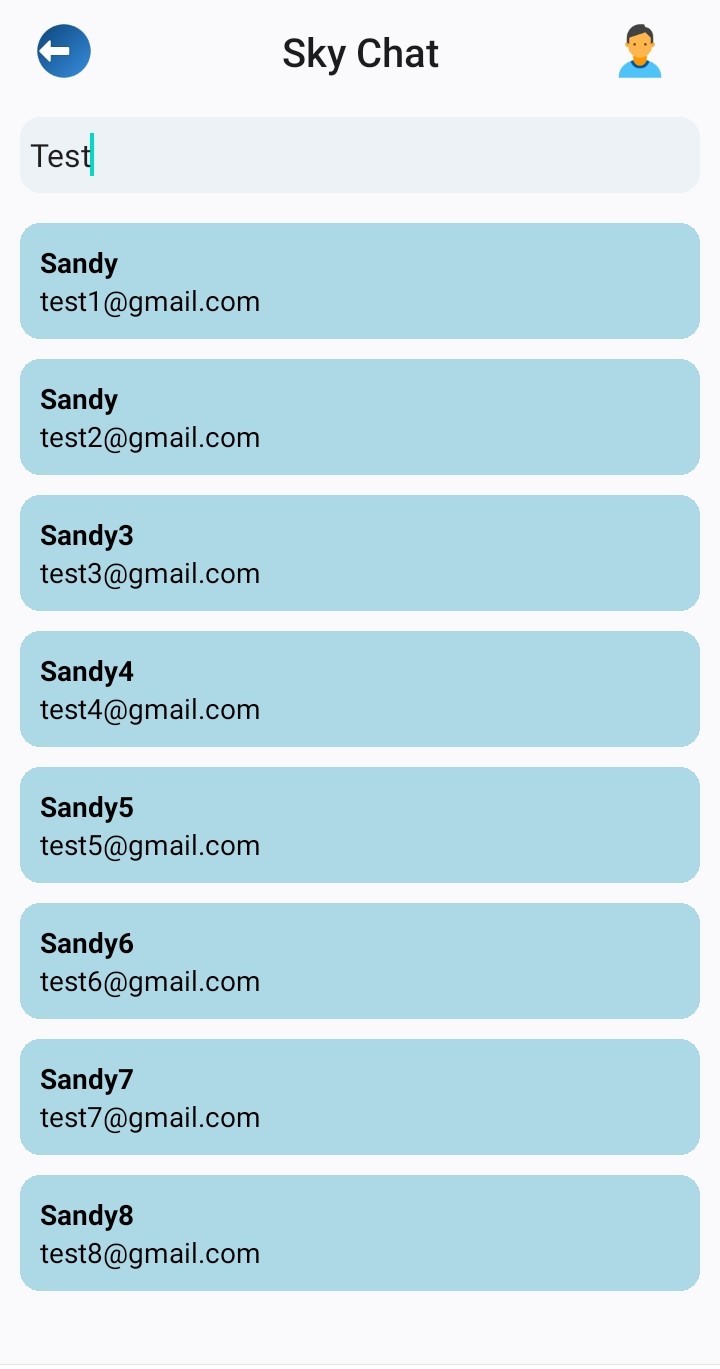 Sky Chat
Test
Sandy
test1@gmail.com
Sandy
test2@gmail.com
Sandy3
test3@gmail.com
Sandy4
test4@gmail.com
Sandy5
test5@gmail.com
Sandy6
test6@gmail.com
Sandy7
test7@gmail.com
Sandy8
test8@gmail.com